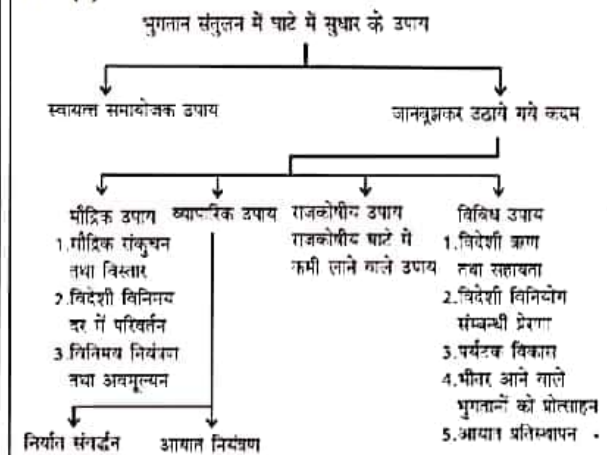 भुगतान संतुलन में घाटे में सुधार के उपाय
स्वायत्त समायोजक उपाय
जानबूझकर उठाये गये कदम
मौद्रिक उपाय
1.मौद्रिक संकुचन
तथा विस्तार
2.विदेशी विनिमय
दर में परिवर्तन
3.विनिमय नियंत्रण
तथा अवमूल्यन
व्यापारिक उपाय
निर्यात संवर्द्धन
आयात नियंत्रण
राजकोषीय उपाय
राजकोषीय घाटे में
कमी लाने वाले उपाय
विविध उपाय
1.विदेशी ऋण
तथा सहायता
2.विदेशी विनियोग
सम्बन्धी प्रेरणा
3.पर्यटक विकास
4.भीतर आने वाले
भुगतानों को प्रोत्साहन
5.आयात प्रतिस्थापन